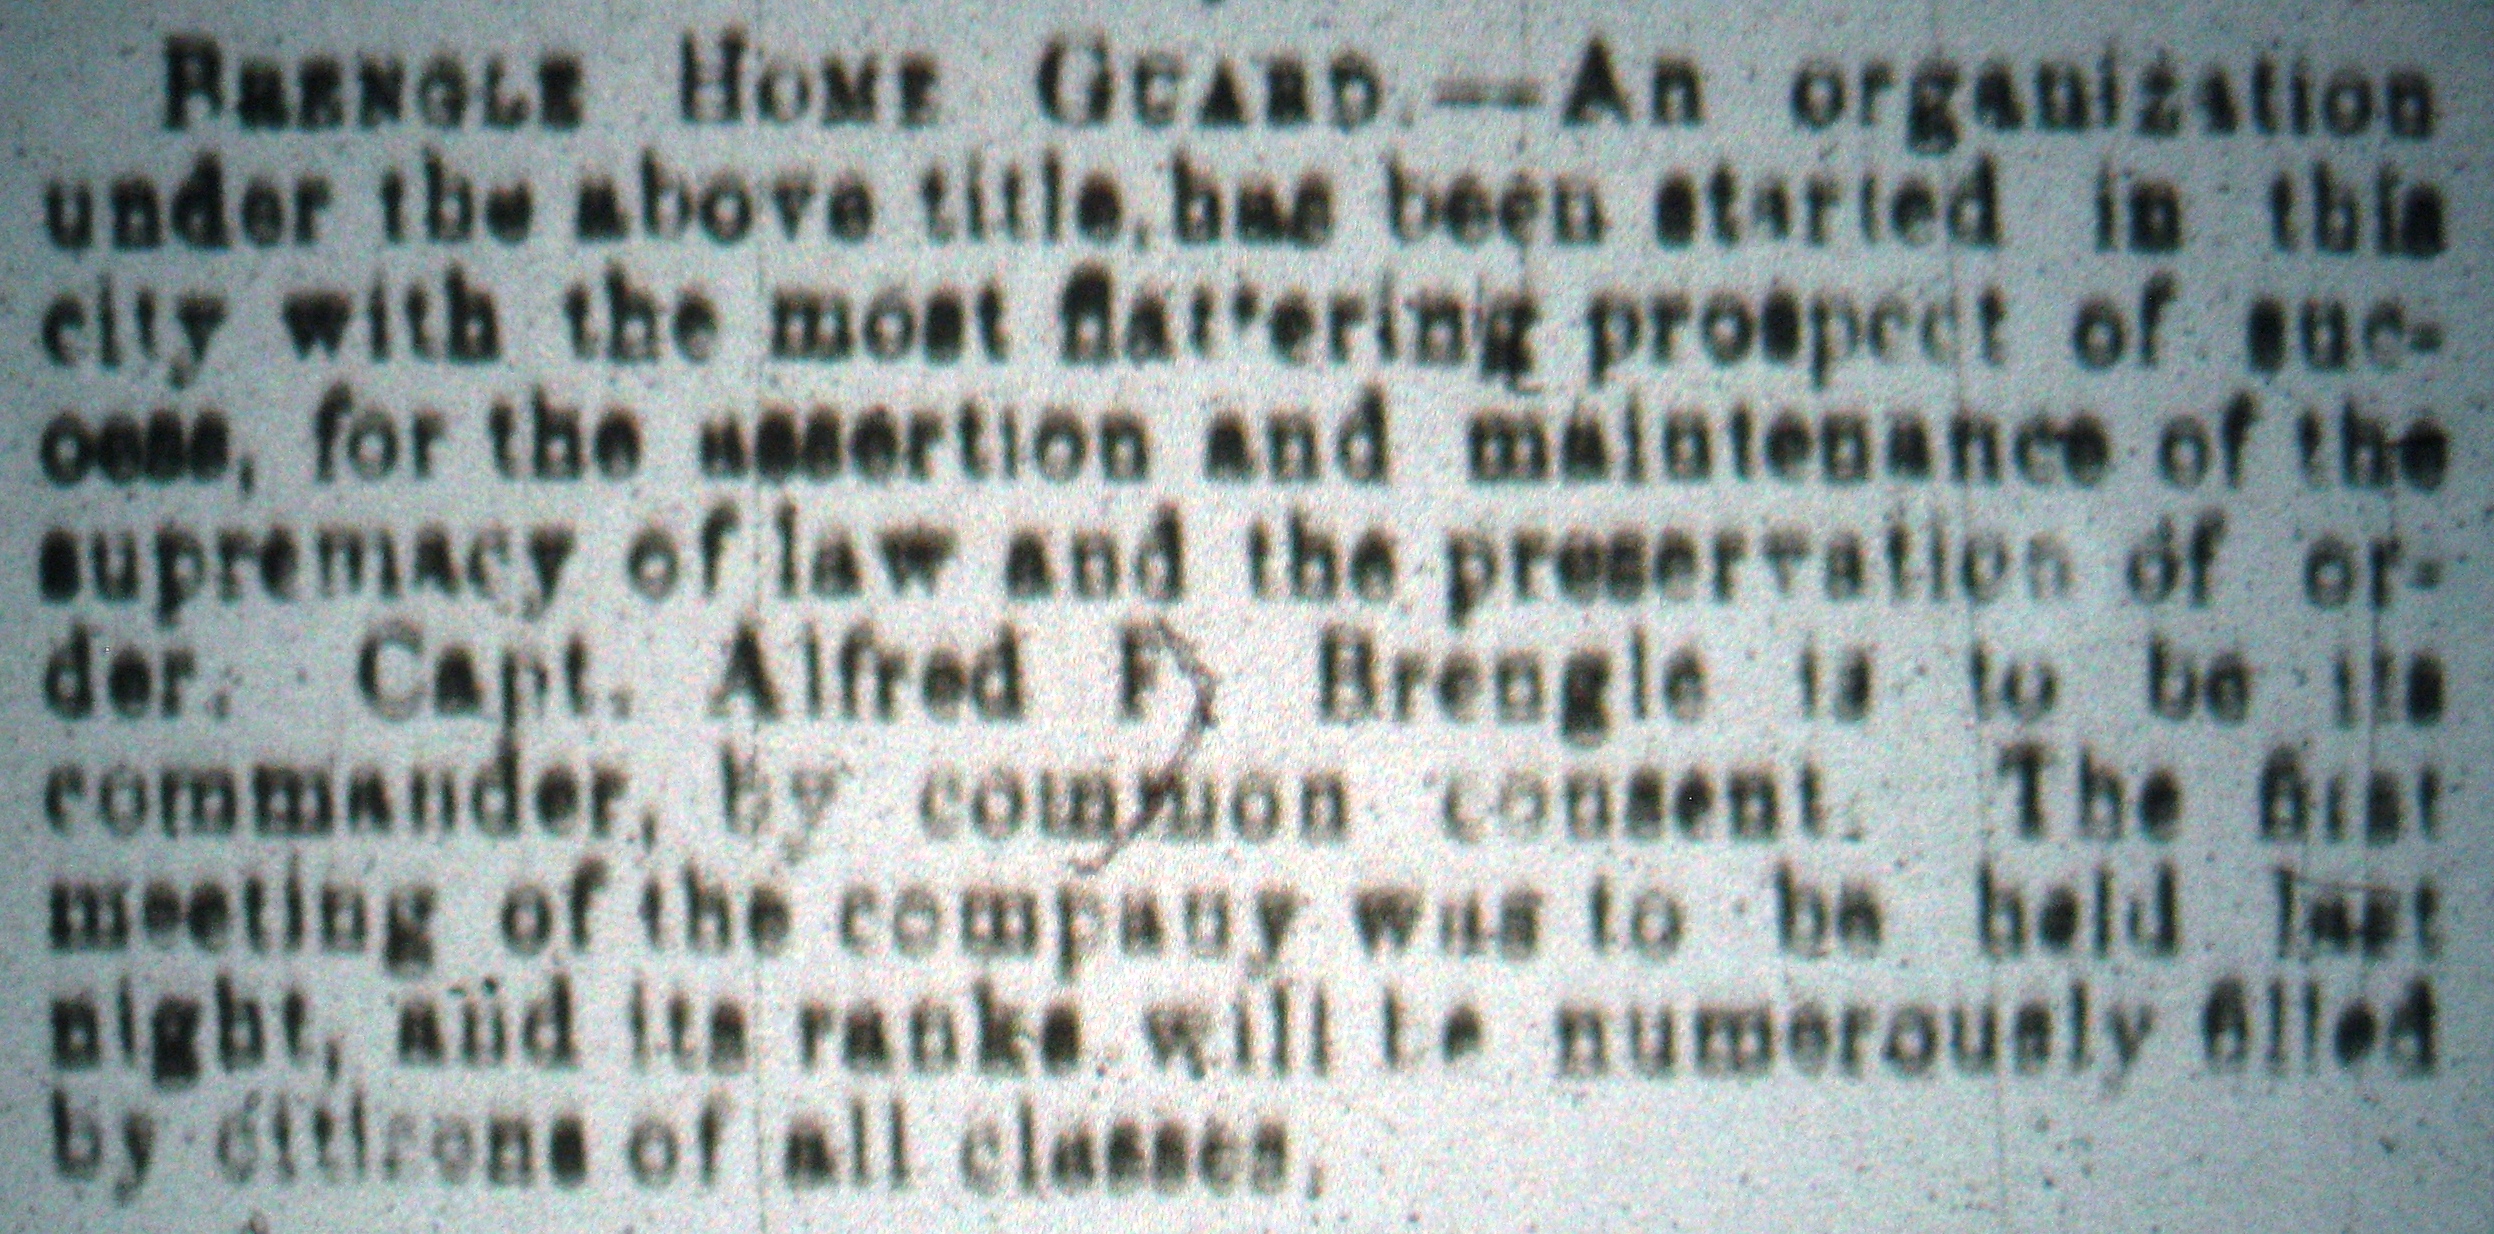 BRENGLE HOME GUARD.—An organization
under the above title, has been started in this
city with the most flattering prospect of suc-
cess, for the assertion and maintenance of the
supremacy of law and the preservation of or-
der. Capt. Alfred F. Brengle is to be its
commander, by common consent. The first
meeting of the company was to be held last
night, and its ranks will be numerously filled
by citizens of all classes.